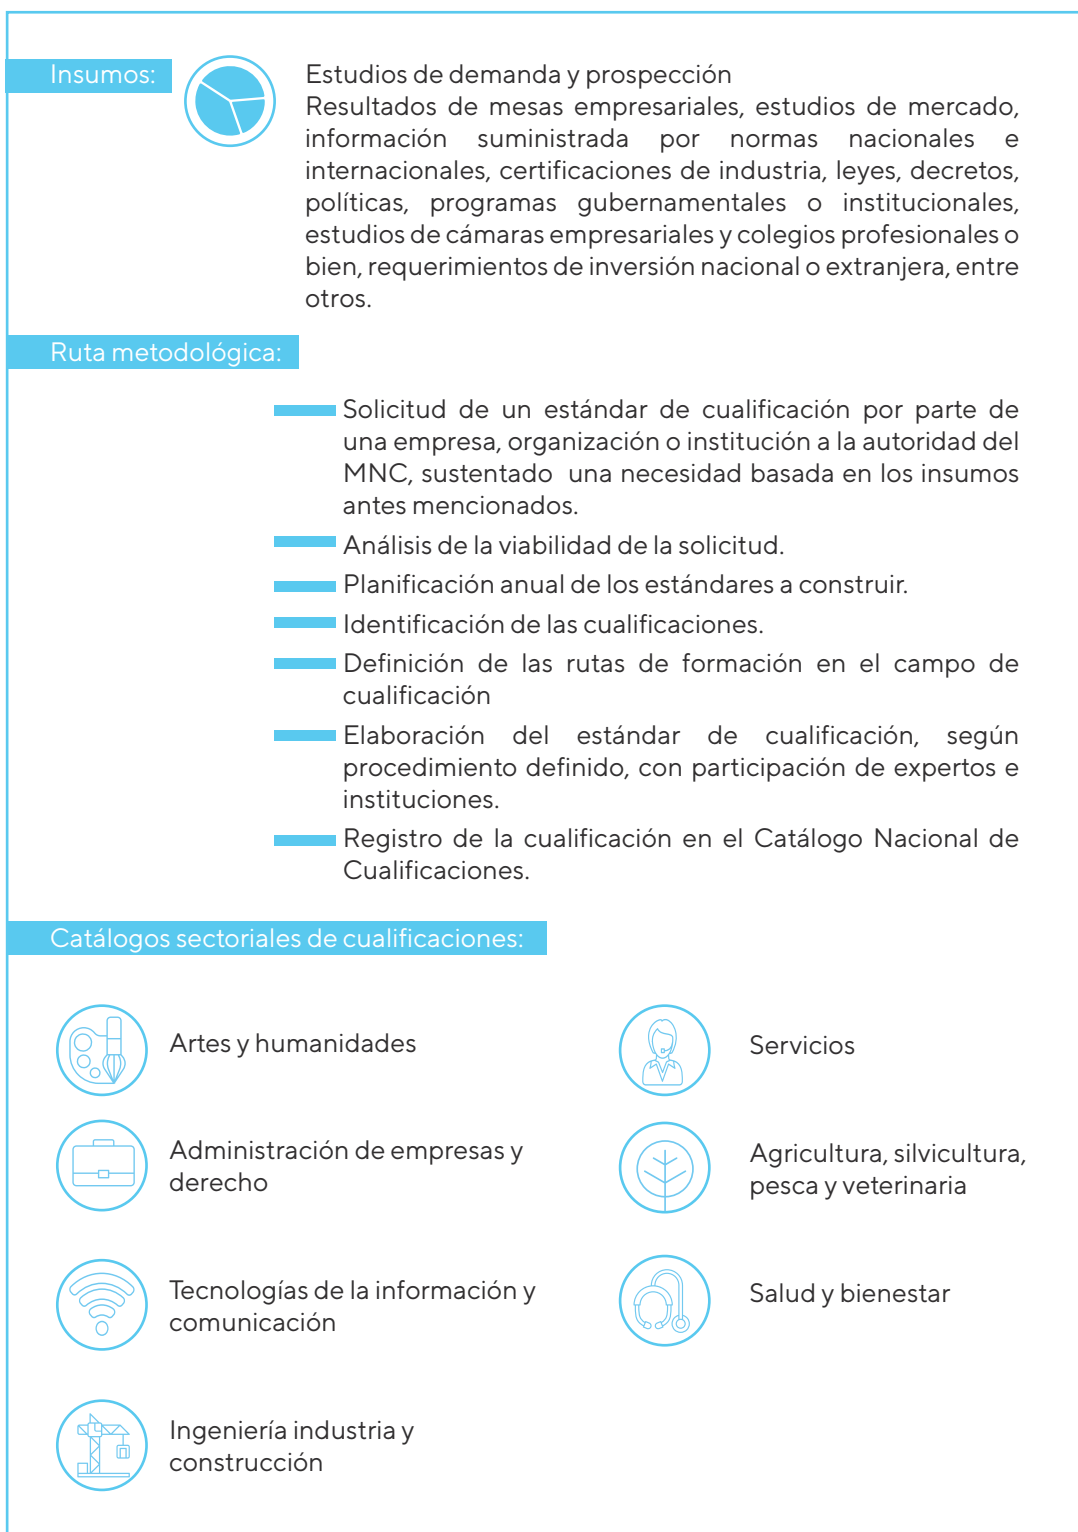 Insumos:
Estudios de demanda y prospección
Resultados de mesas empresariales, estudios de mercado,
información suministrada por normas nacionales e
internacionales, certificaciones de industria, leyes, decretos,
políticas, programas gubernamentales o institucionales,
estudios de cámaras empresariales y colegios profesionales o
bien, requerimientos de inversión nacional o extranjera, entre
otros.
Ruta metodológica:
Solicitud de un estándar de cualificación por parte de
una empresa, organización o institución a la autoridad del
MNC, sustentado una necesidad basada en los insumos
antes mencionados.
Análisis de la viabilidad de la solicitud.
Planificación anual de los estándares a construir.
Identificación de las cualificaciones.
Definición de las rutas de formación en el campo de
cualificación
Elaboración del estándar de cualificación, según
procedimiento definido, con participación de expertos e
instituciones.
Registro de la cualificación en el Catálogo Nacional de
Cualificaciones.
Catálogos sectoriales de cualificaciones:
Artes y humanidades
Servicios
Administración de empresas y
derecho
Agricultura, silvicultura,
pesca y veterinaria
Tecnologías de la información y
comunicación
Salud y bienestar
Ingeniería industria y
construcción